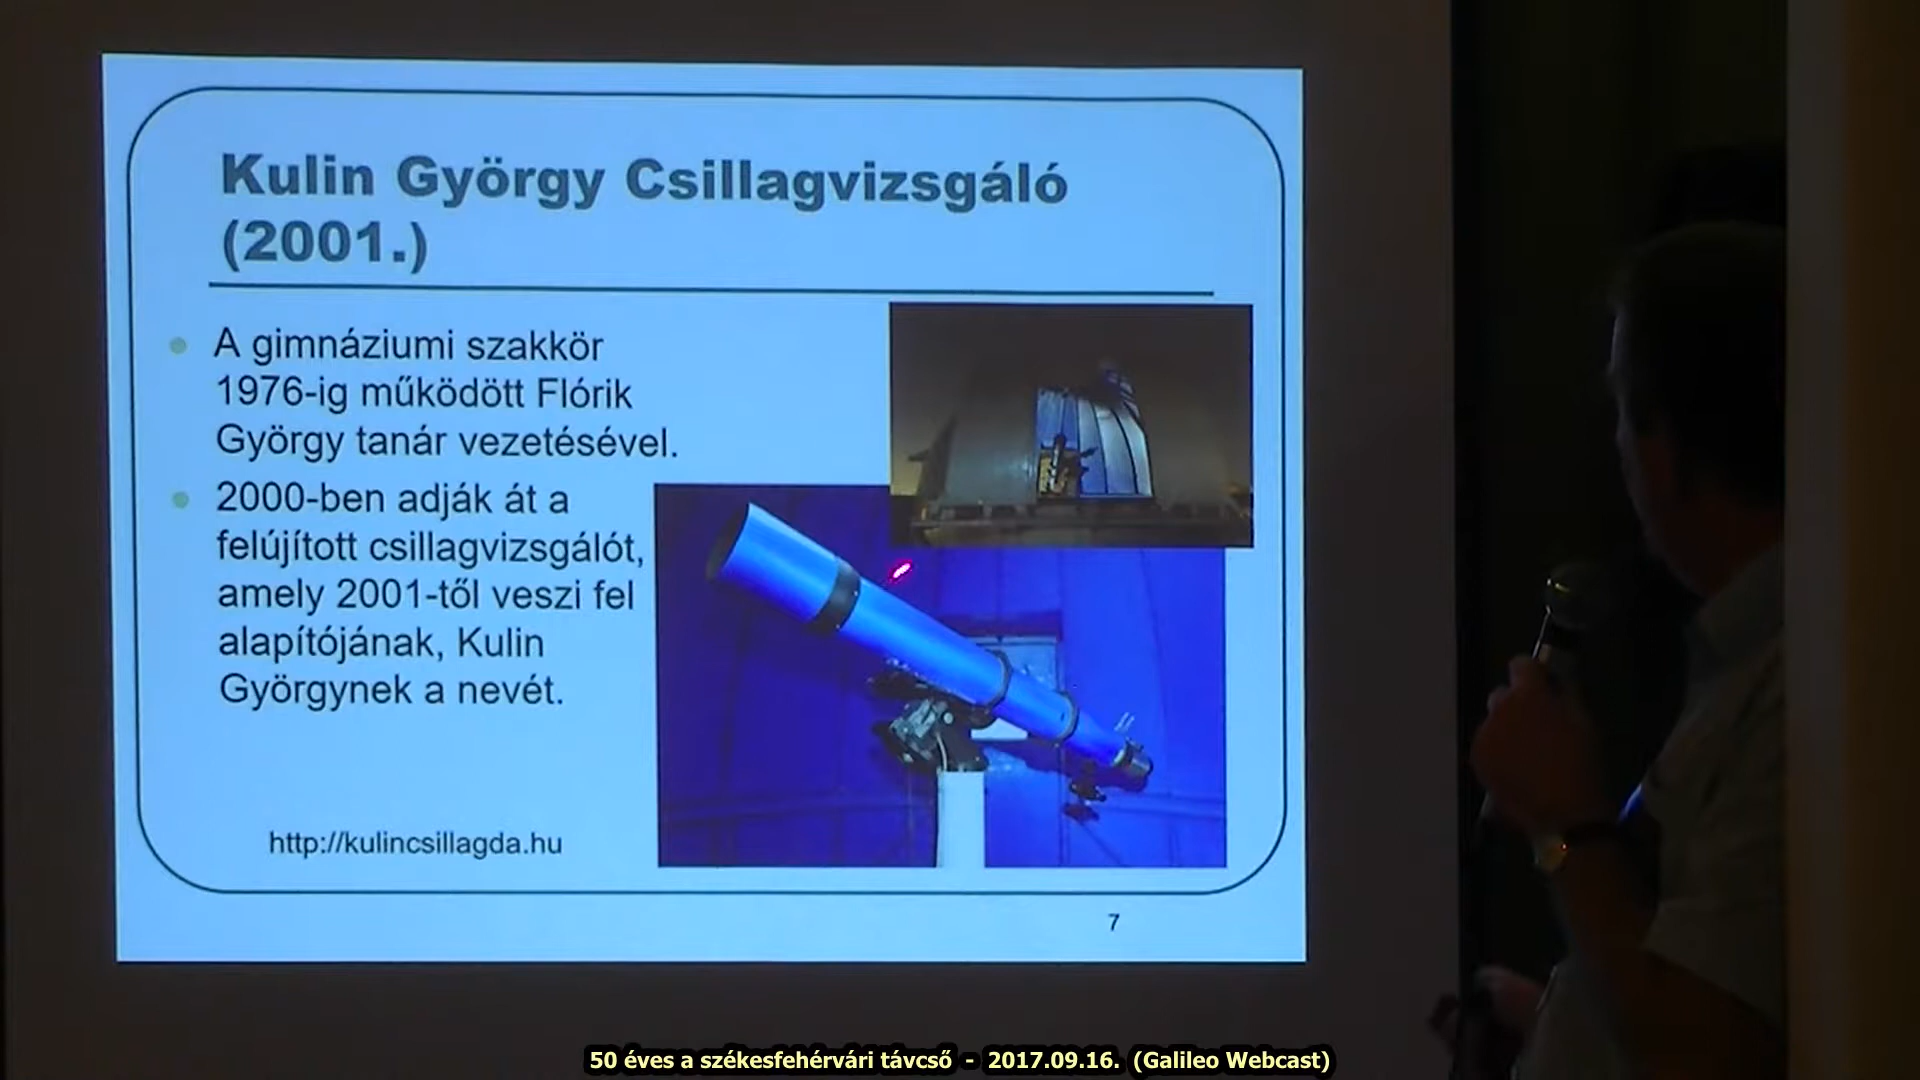 Kulin György Csillagvizsgáló
(2001.)
A gimnáziumi szakkör
1976-ig működött Flórik
György tanár vezetésével.
2000-ben adják át a
felújított csillagvizsgálót,
amely 2001-től veszi fel
alapítójának, Kulin
Györgynek a nevét.
http://kulincsillagda.hu
7
50 éves a székesfehérvári távcső - 2017.09.16. (Galileo Webcast)